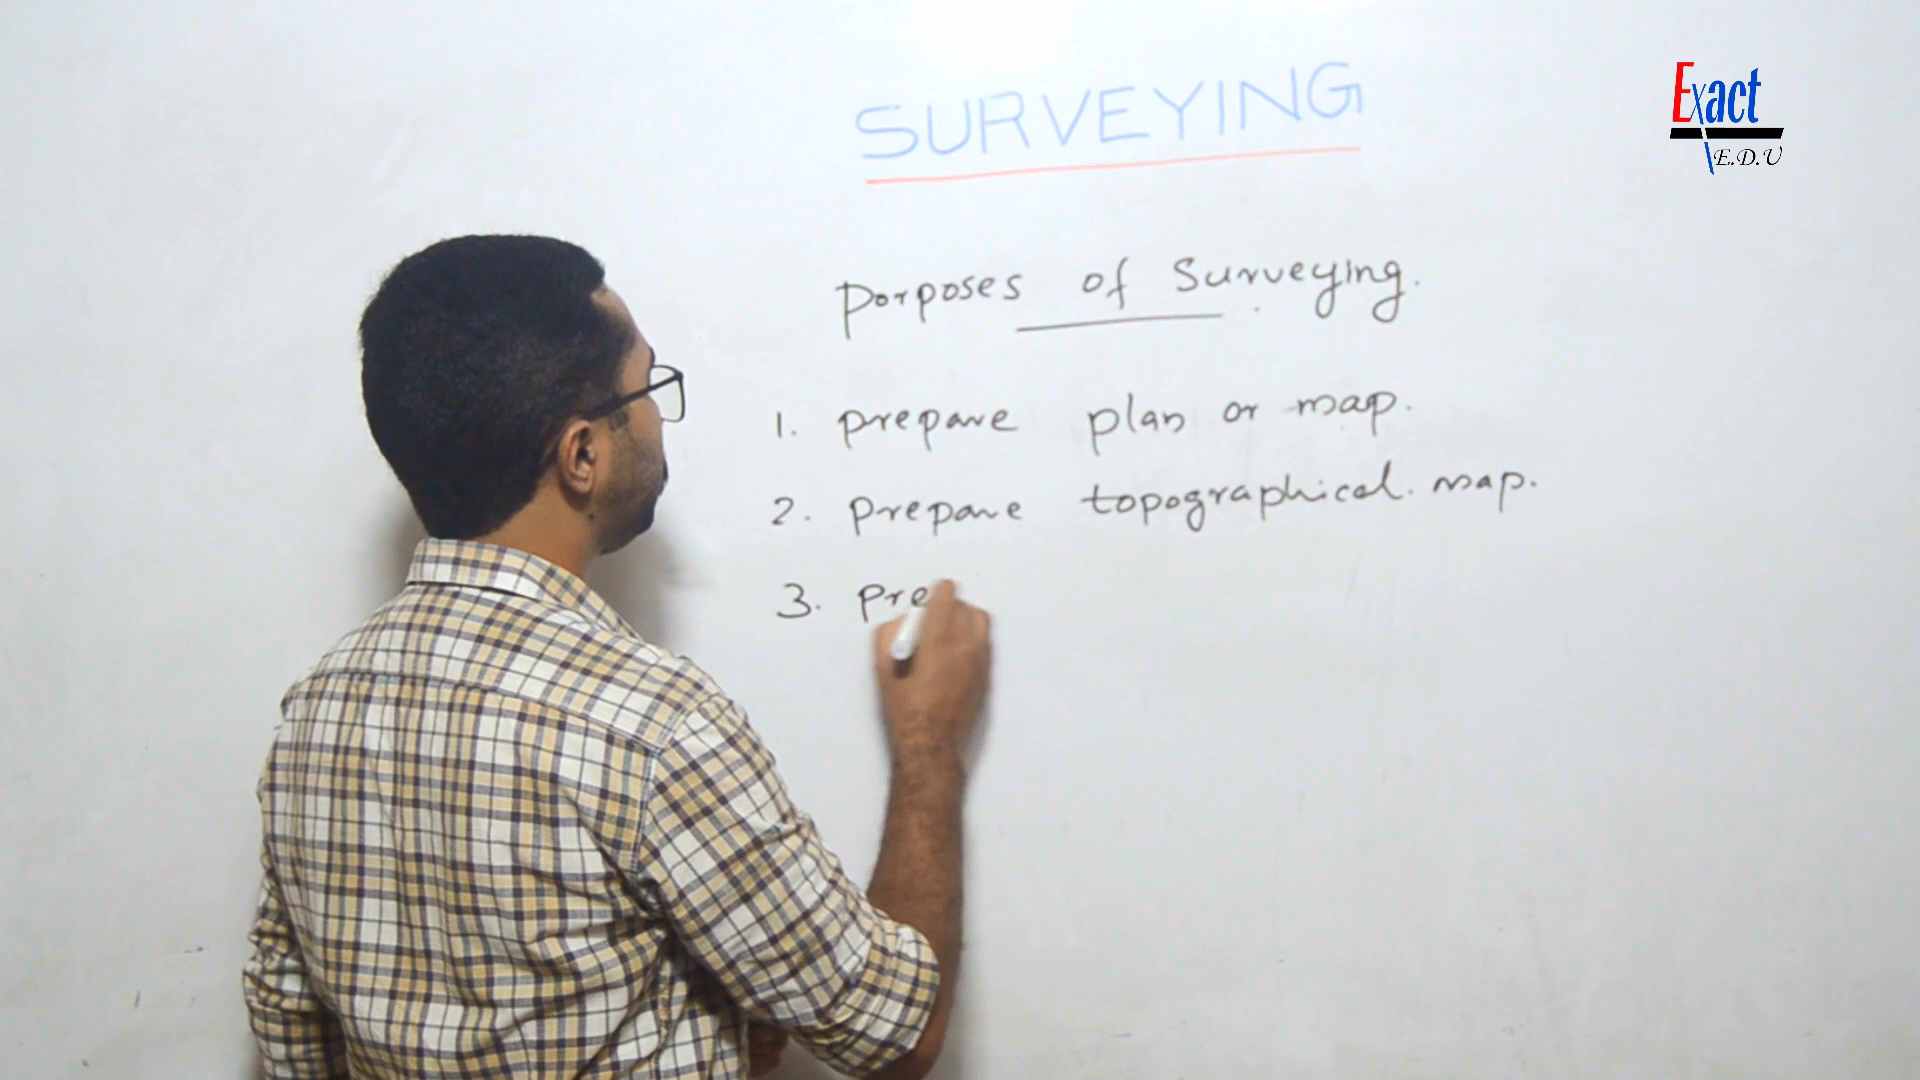 SURVEYING
Exact
E.D.U
Porposes of Surveying.
1. prepare plan or map.
2. prepare topographical map.
3. pre